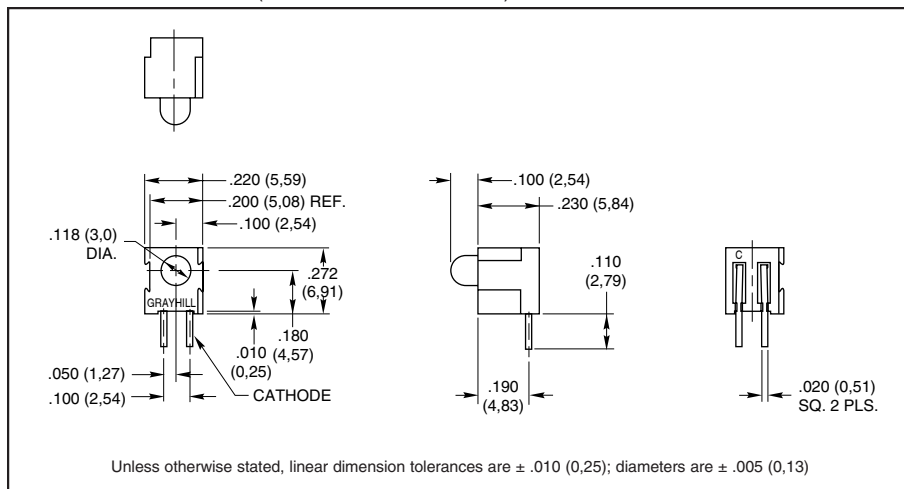 .220 (5,59)
.200 (5,08) REF.
.100 (2,54)
.118 (3,0)
DIA.
.272
(6,91)
GRAYHILL
.180
(4,57)
.010
(0,25)
.050 (1,27)
.100 (2,54)
CATHODE
.100 (2,54)
.230 (5,84)
.110
(2,79)
.190
(4,83)
C
.020 (0,51)
SQ. 2 PLS.
Unless otherwise stated, linear dimension tolerances are ± .010 (0,25); diameters are ± .005 (0,13)